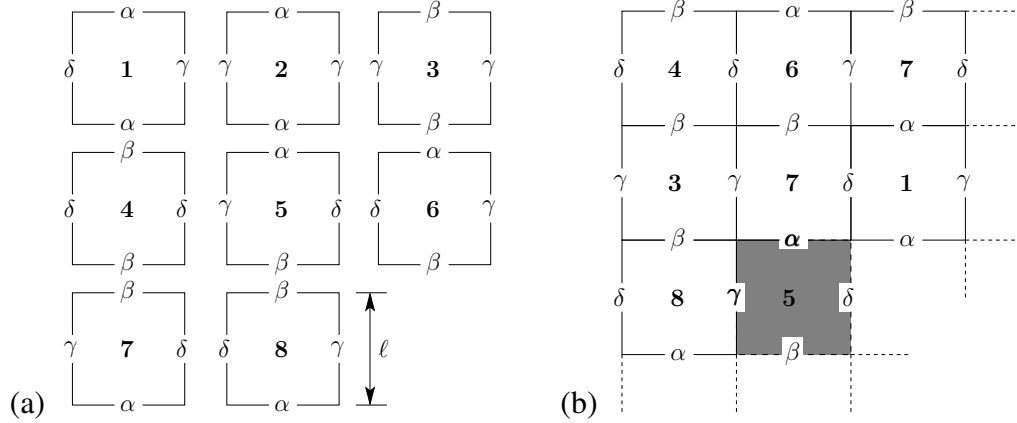 α α β
δ 1 γ γ 2 γ γ 3 γ
α α β
β α α
δ 4 δ γ 5 δ δ 6 γ
β β β
β β
γ 7 δ δ 8 γ ℓ
α α
(a)
β α β
δ 4 δ 6 γ 7 δ
β β α
γ 3 γ 7 δ 1 γ
β α α
δ 8 γ 5 δ
α β
(b)